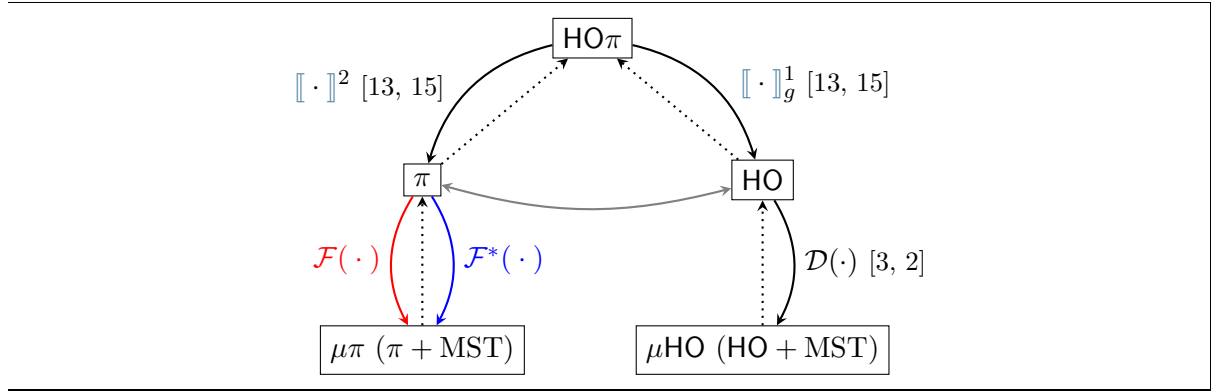 HOπ
⟦ · ⟧² [13, 15]
⟦ · ⟧¹_g [13, 15]
π
HO
F( · )
F*( · )
D(·) [3, 2]
µπ (π + MST)
µHO (HO + MST)